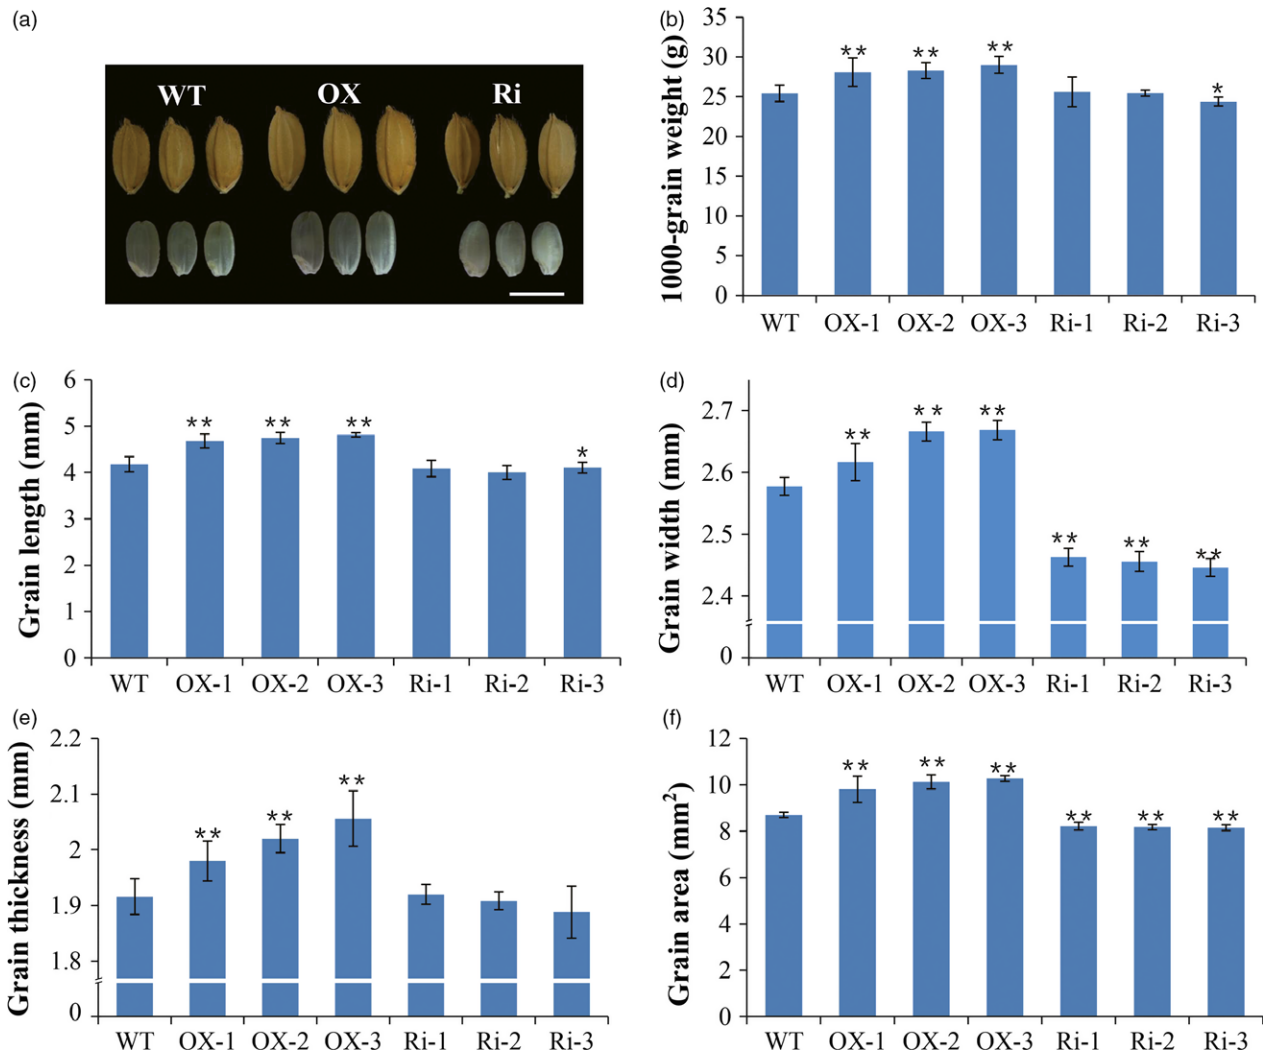 (a)
WT OX Ri
(b)
1000-grain weight (g)
35
30
25
20
15
10
5
0
** ** ** *
WT OX-1 OX-2 OX-3 Ri-1 Ri-2 Ri-3
(c)
Grain length (mm)
6
5
4
3
2
1
0
** ** ** *
WT OX-1 OX-2 OX-3 Ri-1 Ri-2 Ri-3
(d)
Grain width (mm)
2.7
2.6
2.5
2.4
0
** ** ** ** ** **
WT OX-1 OX-2 OX-3 Ri-1 Ri-2 Ri-3
(e)
Grain thickness (mm)
2.2
2.1
2
1.9
1.8
0
** ** **
WT OX-1 OX-2 OX-3 Ri-1 Ri-2 Ri-3
(f)
Grain area (mm²)
12
10
8
6
4
2
0
** ** ** ** ** **
WT OX-1 OX-2 OX-3 Ri-1 Ri-2 Ri-3